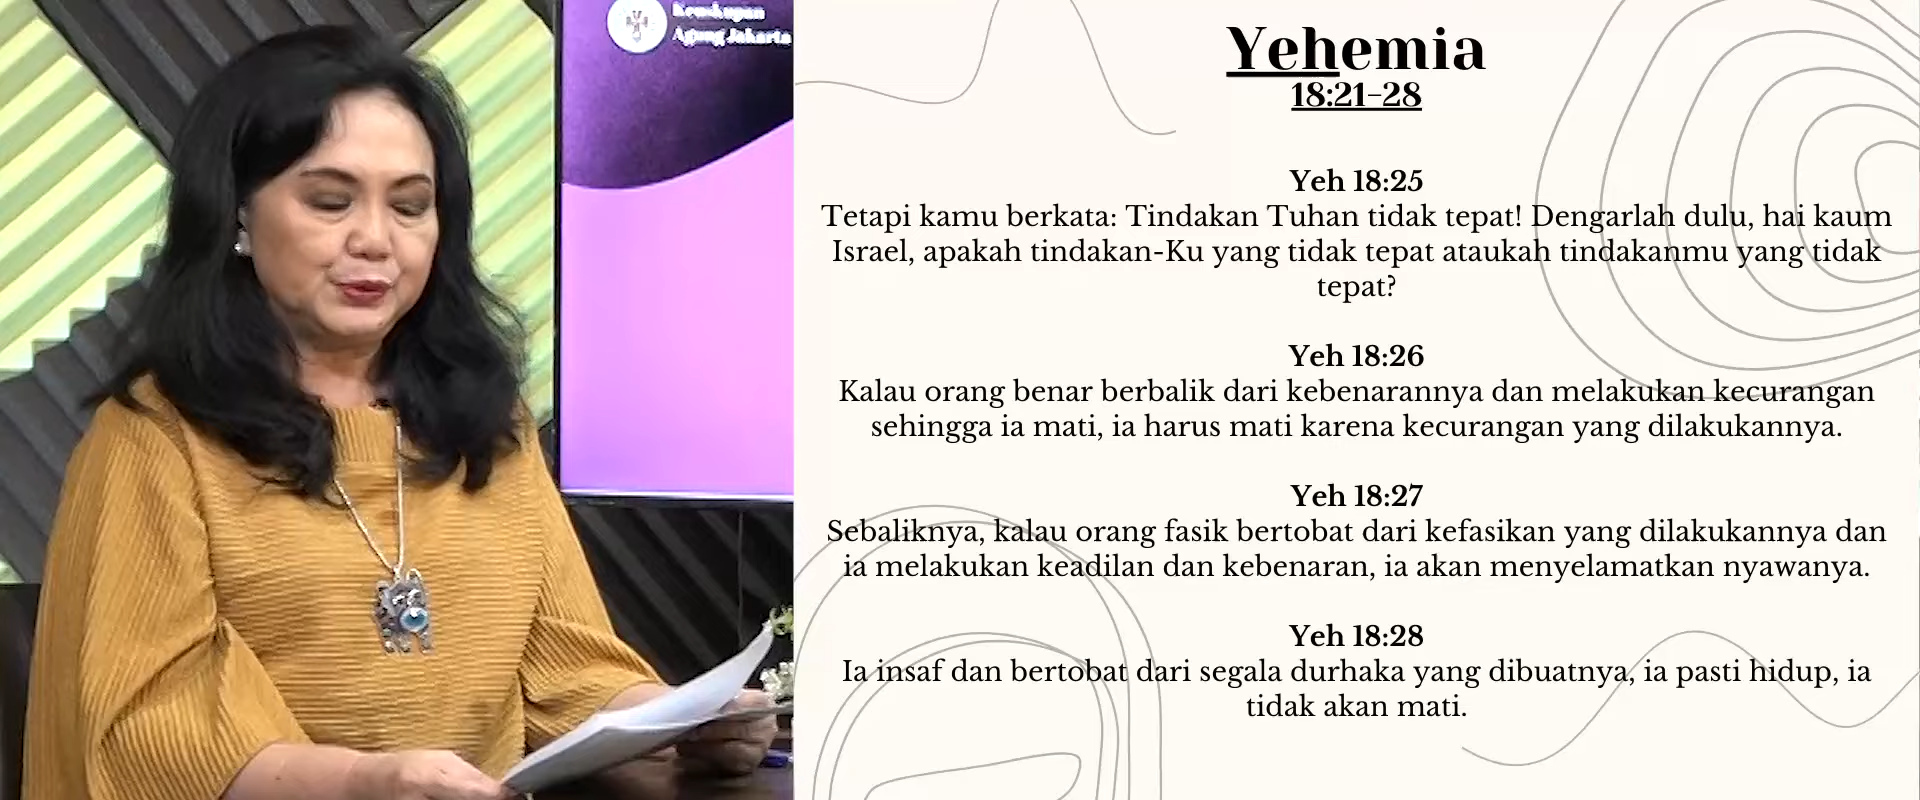 Keuskupan
Agung Jakarta
Yehemia
18:21-28
Yeh 18:25
Tetapi kamu berkata: Tindakan Tuhan tidak tepat! Dengarlah dulu, hai kaum
Israel, apakah tindakan-Ku yang tidak tepat ataukah tindakanmu yang tidak
tepat?
Yeh 18:26
Kalau orang benar berbalik dari kebenarannya dan melakukan kecurangan
sehingga ia mati, ia harus mati karena kecurangan yang dilakukannya.
Yeh 18:27
Sebaliknya, kalau orang fasik bertobat dari kefasikan yang dilakukannya dan
ia melakukan keadilan dan kebenaran, ia akan menyelamatkan nyawanya.
Yeh 18:28
Ia insaf dan bertobat dari segala durhaka yang dibuatnya, ia pasti hidup, ia
tidak akan mati.